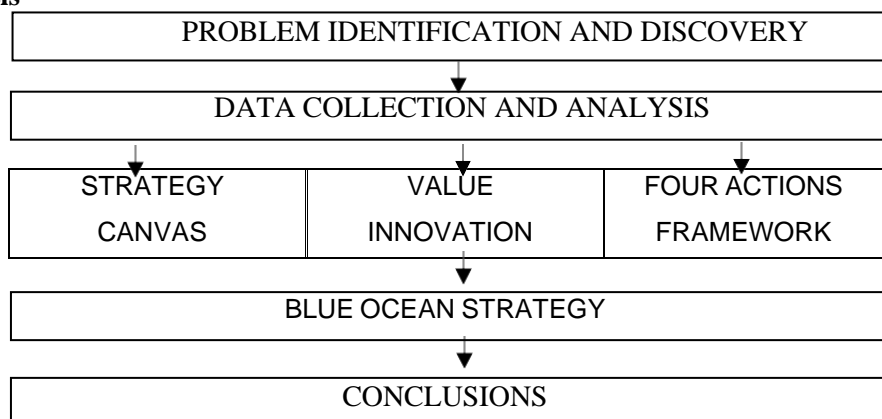 PROBLEM IDENTIFICATION AND DISCOVERY
DATA COLLECTION AND ANALYSIS
STRATEGY
CANVAS
VALUE
INNOVATION
FOUR ACTIONS
FRAMEWORK
BLUE OCEAN STRATEGY
CONCLUSIONS